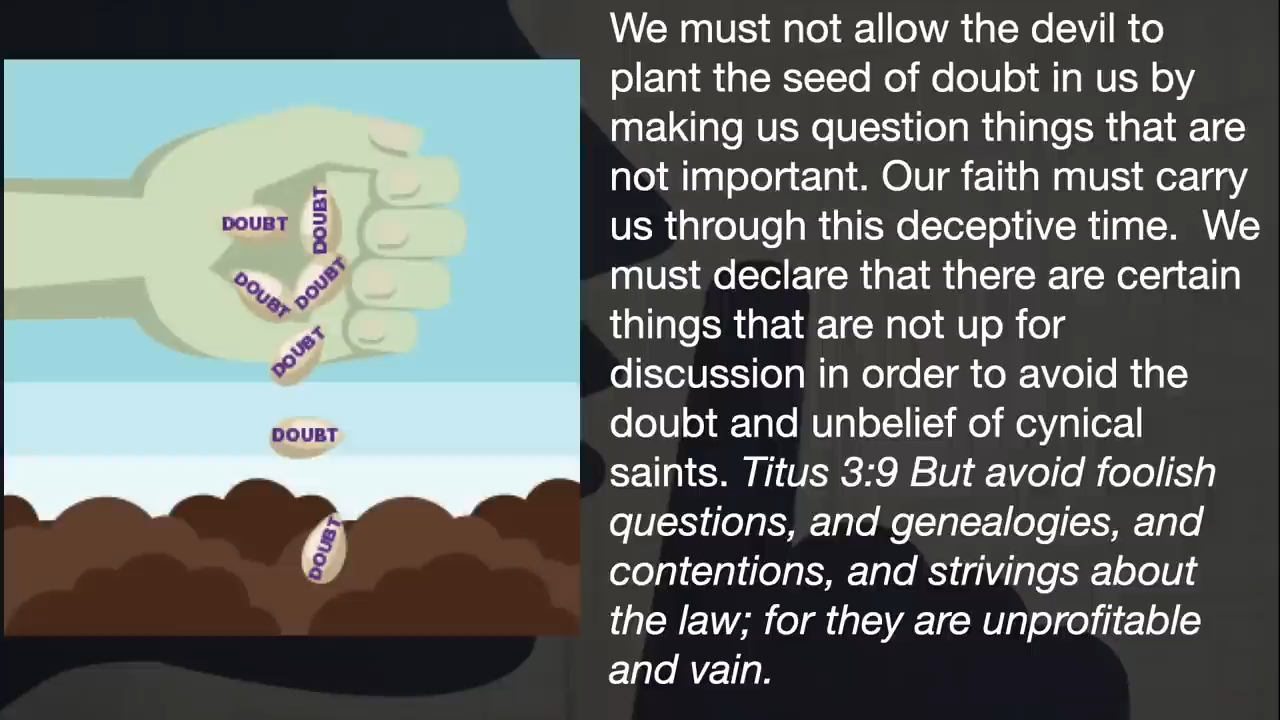 DOUBT
DOUBT
DOUBT
DOUBT
DOUBT
DOUBT
DOUBT
We must not allow the devil to
plant the seed of doubt in us by
making us question things that are
not important. Our faith must carry
us through this deceptive time.  We
must declare that there are certain
things that are not up for
discussion in order to avoid the
doubt and unbelief of cynical
saints. Titus 3:9 But avoid foolish
questions, and genealogies, and
contentions, and strivings about
the law; for they are unprofitable
and vain.